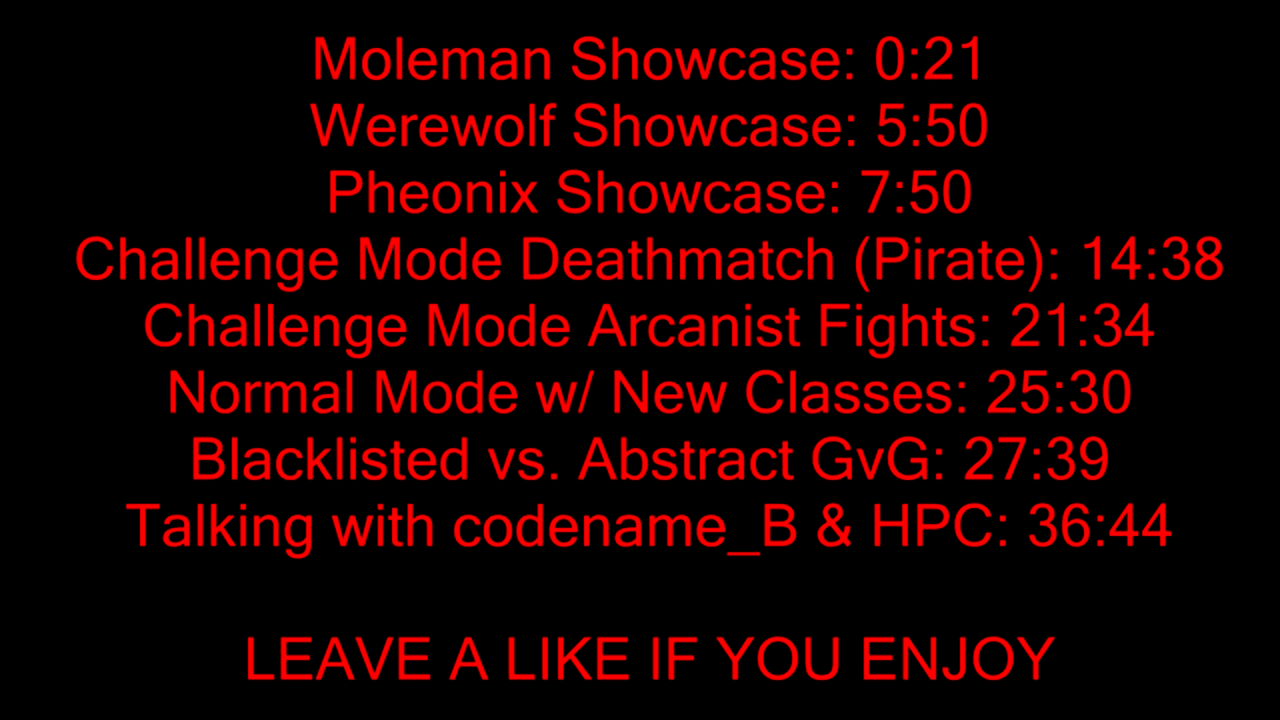 Moleman Showcase: 0:21
Werewolf Showcase: 5:50
Pheonix Showcase: 7:50
Challenge Mode Deathmatch (Pirate): 14:38
Challenge Mode Arcanist Fights: 21:34
Normal Mode w/ New Classes: 25:30
Blacklisted vs. Abstract GvG: 27:39
Talking with codename_B & HPC: 36:44
LEAVE A LIKE IF YOU ENJOY